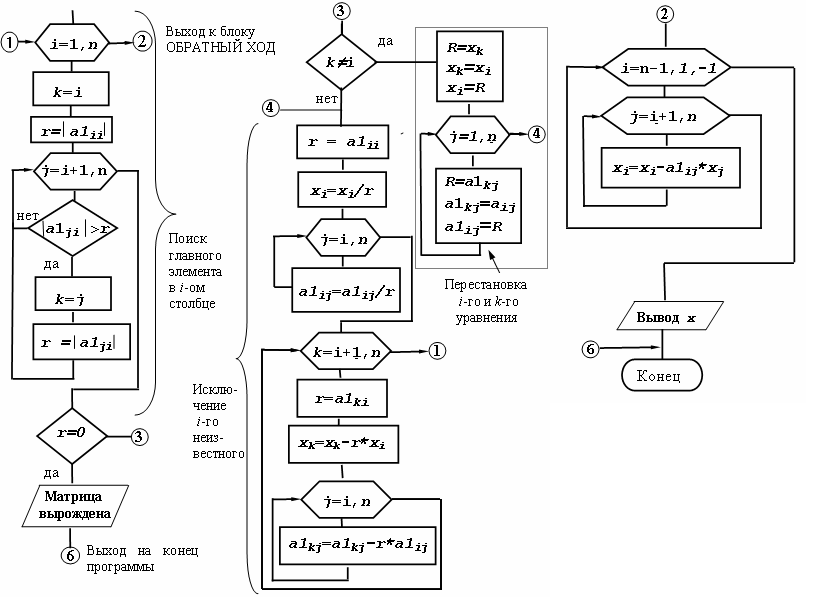 1
i=1,n
2
Выход к блоку
ОБРАТНЫЙ ХОД
k=i
r=|a1ii|
j=i+1,n
нет
|a1ji|>r
да
k=j
r =|a1ji|
Поиск
главного
элемента
в i-ом
столбце
r=0
3
да
Матрица
вырождена
6
Выход на конец
программы
3
k≠i
да
нет
4
r = a1ii
xi=xi/r
j=i,n
a1ij=a1ij/r
k=i+1,n
1
r=a1ki
xk=xk-r*xi
j=i,n
a1kj=a1kj-r*a1ij
Исклю-
чение
i-го
неиз-
вестного
R=xk
xk=xi
xi=R
j=1,n
4
R=a1kj
a1kj=aij
a1ij=R
Перестановка
i-го и k-го
уравнения
2
i=n-1,1,-1
j=i+1,n
xi=xi-a1ij*xj
Вывод x
6
Конец